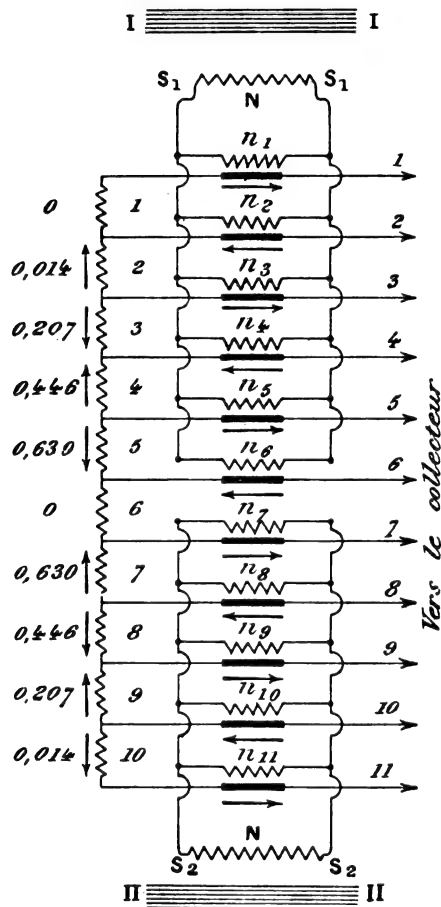 I I
S1 S1
N
n1 1
0 1 n2 2
0,014 2 n3 3
0,207 3 n4 4
0,446 4 n5 5
0,630 5 n6 6
0 6 n7 7
0,630 7 n8 8
0,446 8 n9 9
0,207 9 n10 10
0,014 10 n11 11
N
S2 S2
II II
Vers le collecteur